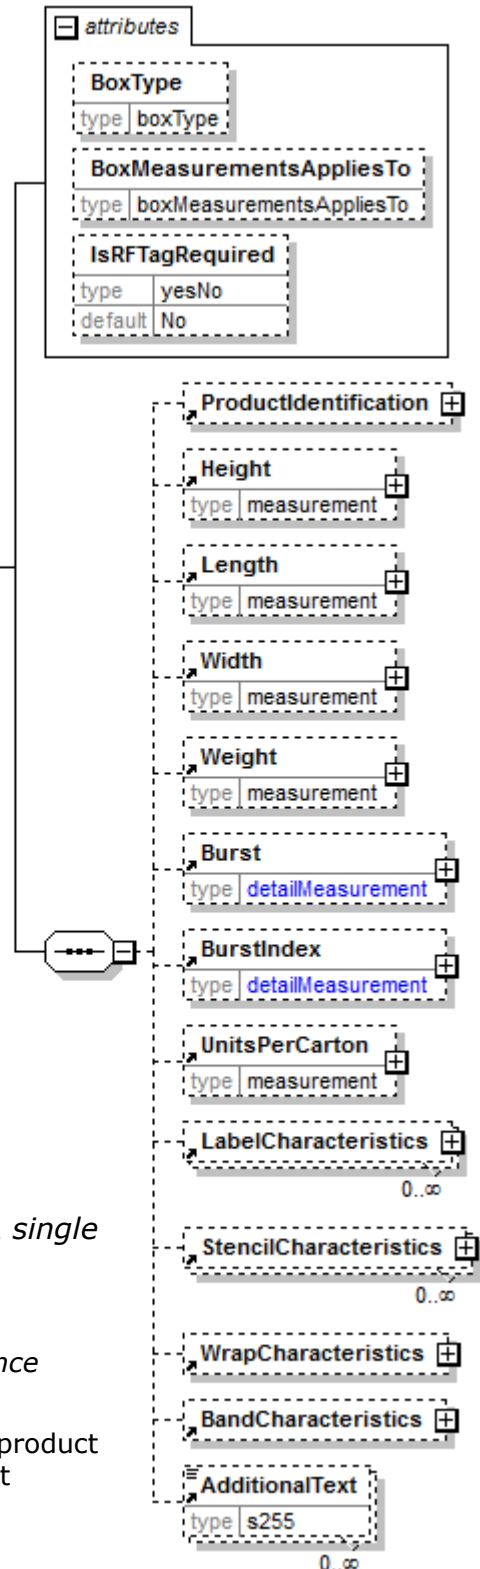 attributes
BoxType
type boxType
BoxMeasurementsAppliesTo
type boxMeasurementsAppliesTo
IsRFTagRequired
type yesNo
default No
ProductIdentification
Height
type measurement
Length
type measurement
Width
type measurement
Weight
type measurement
Burst
type detailMeasurement
BurstIndex
type detailMeasurement
UnitsPerCarton
type measurement
LabelCharacteristics
0..∞
single
StencilCharacteristics
0..∞
WrapCharacteristics
BandCharacteristics
product
AdditionalText
type s255
0..∞